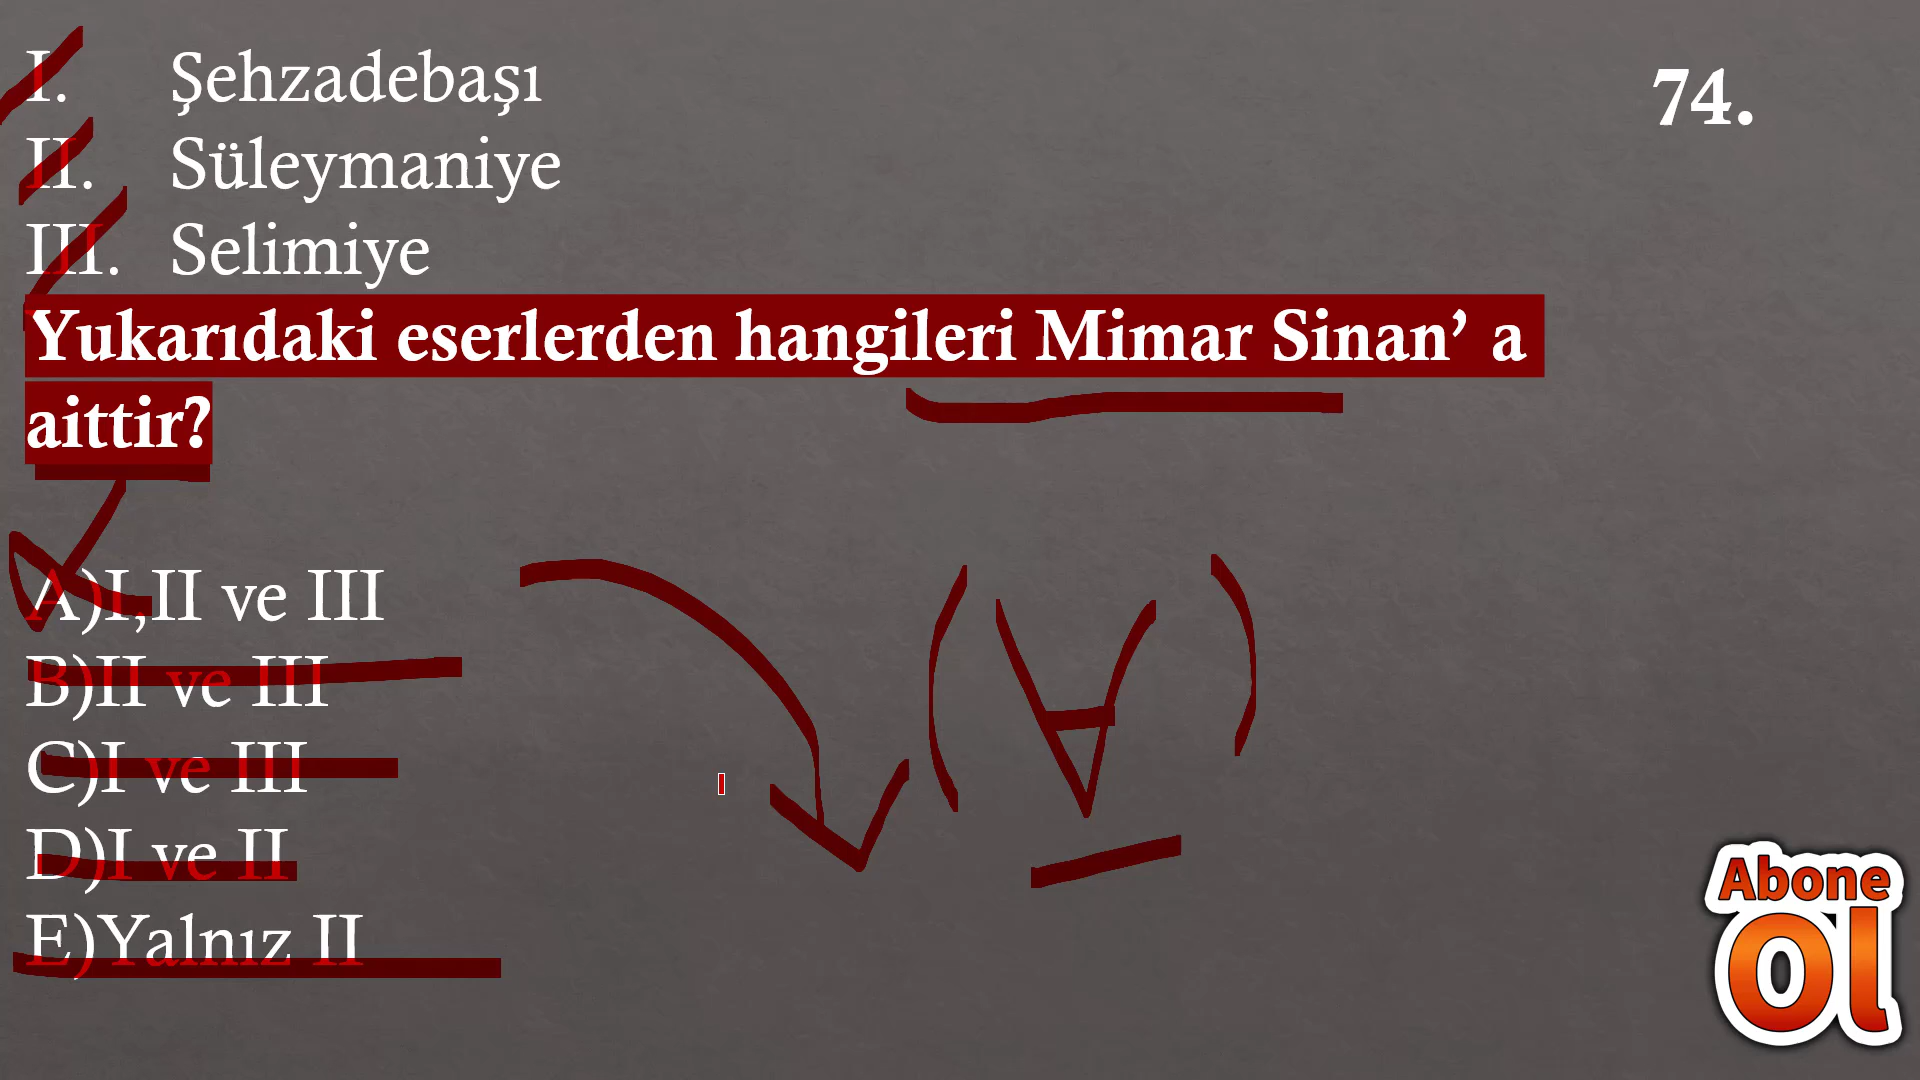 I. Şehzadebaşı
74.
II. Süleymaniye
III. Selimiye
Yukarıdaki eserlerden hangileri Mimar Sinan’ a
aittir?
A)I,II ve III
B)II ve III
C)I ve III
D)I ve II
E)Yalnız II
(A)
Abone
Ol